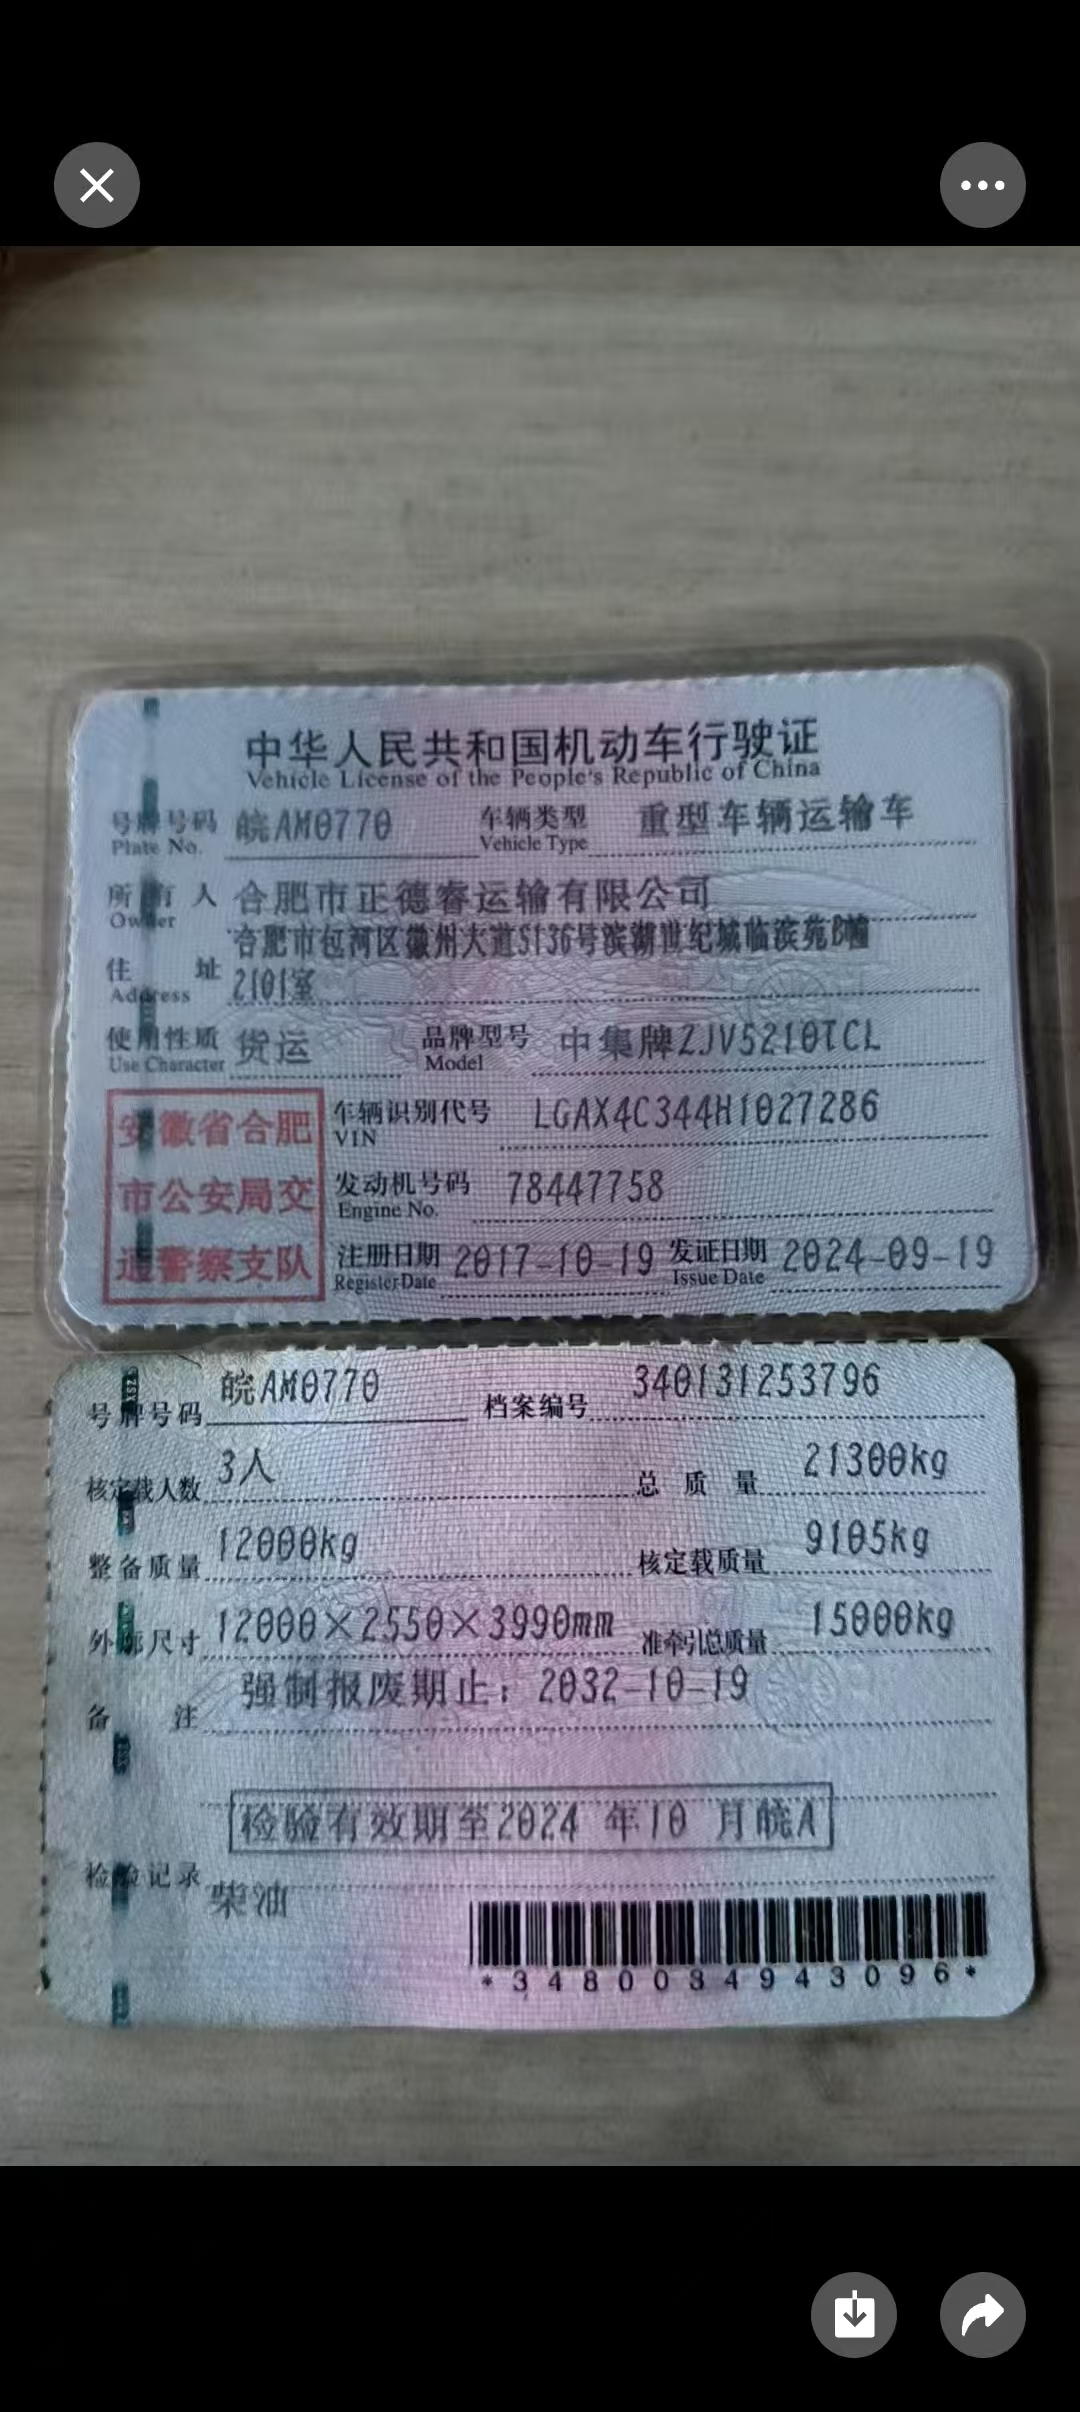 中华人民共和国机动车行驶证
Vehicle License of the People's Republic of China
号牌号码 皖AM0770 车辆类型 重型车辆运输车
Plate No. Vehicle Type
所有人 合肥市正德睿运输有限公司
Owner
合肥市包河区徽州大道5136号滨湖世纪城临滨苑B幢
住址 2101室
Address
使用性质 货运 品牌型号 中集牌ZJV5210TCL
Use Character Model
安徽省合肥
市公安局交
通警察支队
车辆识别代号 LGAX4C344H1027286
VIN
发动机号码 78447758
Engine No.
注册日期 2017-10-19 发证日期 2024-09-19
Register Date Issue Date
号牌号码 皖AM0770 档案编号 340131253796
核定载人数 3人 总质量 21300kg
整备质量 12000kg 核定载质量 9105kg
外廓尺寸 12000×2550×3990mm 准牵引总质量 15000kg
备注 强制报废期止：2032-10-19
检验有效期至2024 年10 月皖A
检验记录 柴油
*3480034943096*